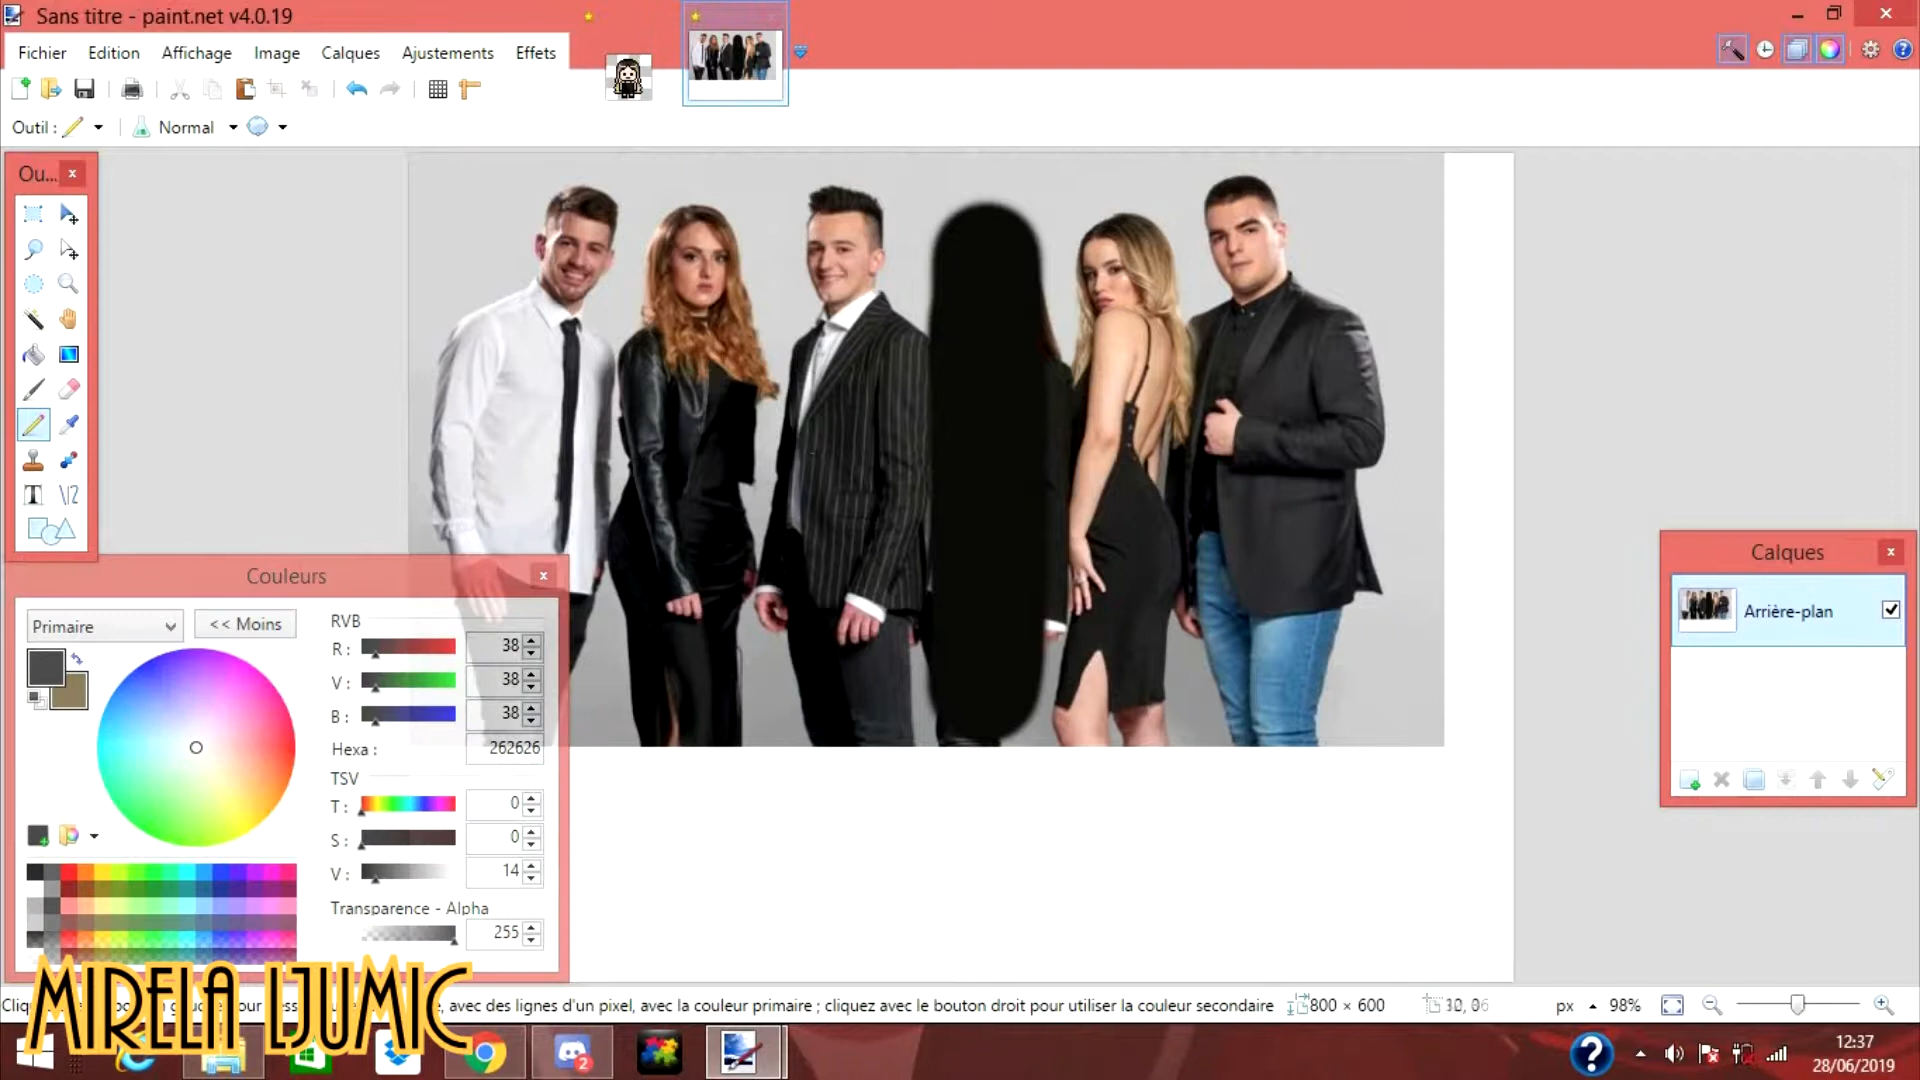 Sans titre - paint.net v4.0.19
Fichier Edition Affichage Image Calques Ajustements Effets
Outil : Normal
Ou... x
Couleurs x
Primaire << Moins RVB
R : 38
V : 38
B : 38
Hexa : 262626
TSV
T : 0
S : 0
V : 14
Transparence - Alpha
255
Calques x
Arrière-plan
MIRELA LJUMIC
, avec des lignes d'un pixel, avec la couleur primaire ; cliquez avec le bouton droit pour utiliser la couleur secondaire 800 × 600 px 98%
2
12:37
28/06/2019